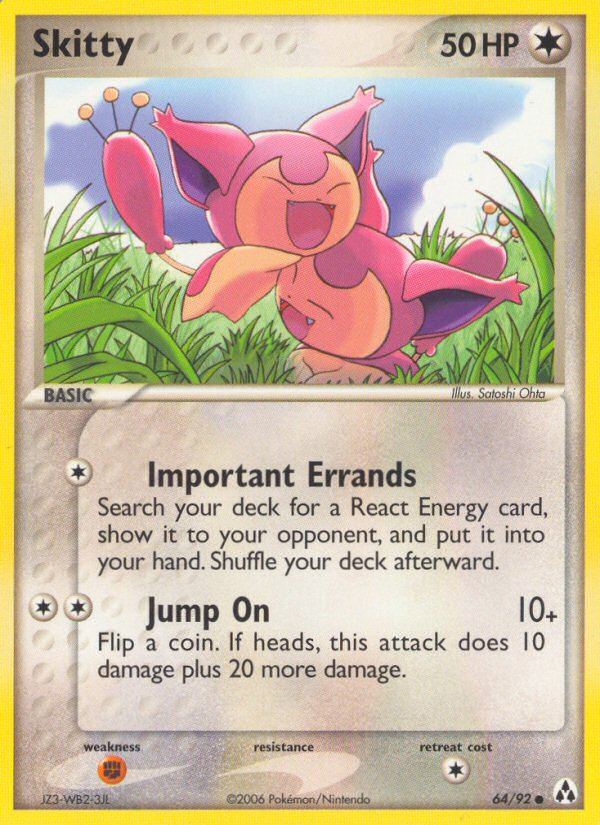 Skitty 50 HP
BASIC Illus. Satoshi Ohta
Important Errands
Search your deck for a React Energy card,
show it to your opponent, and put it into
your hand. Shuffle your deck afterward.
Jump On 10+
Flip a coin. If heads, this attack does 10
damage plus 20 more damage.
weakness resistance retreat cost
JZ3-WB2-3JL ©2006 Pokémon/Nintendo 64/92